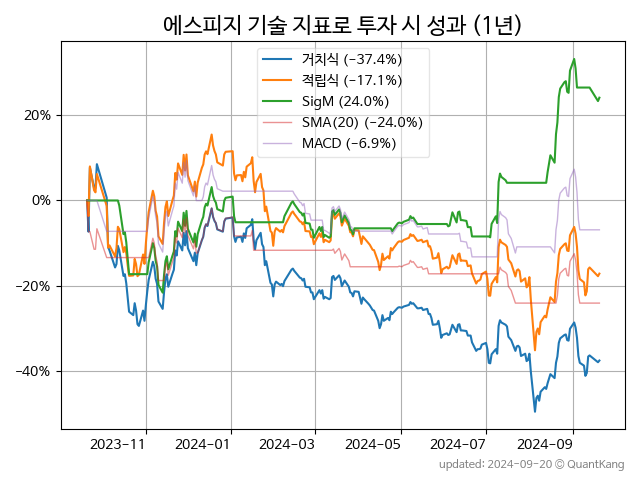 에스피지 기술 지표로 투자 시 성과 (1년)
거치식 (-37.4%)
적립식 (-17.1%)
SigM (24.0%)
SMA(20) (-24.0%)
MACD (-6.9%)
20%
0%
-20%
-40%
2023-11 2024-01 2024-03 2024-05 2024-07 2024-09
updated: 2024-09-20 @ QuantKang